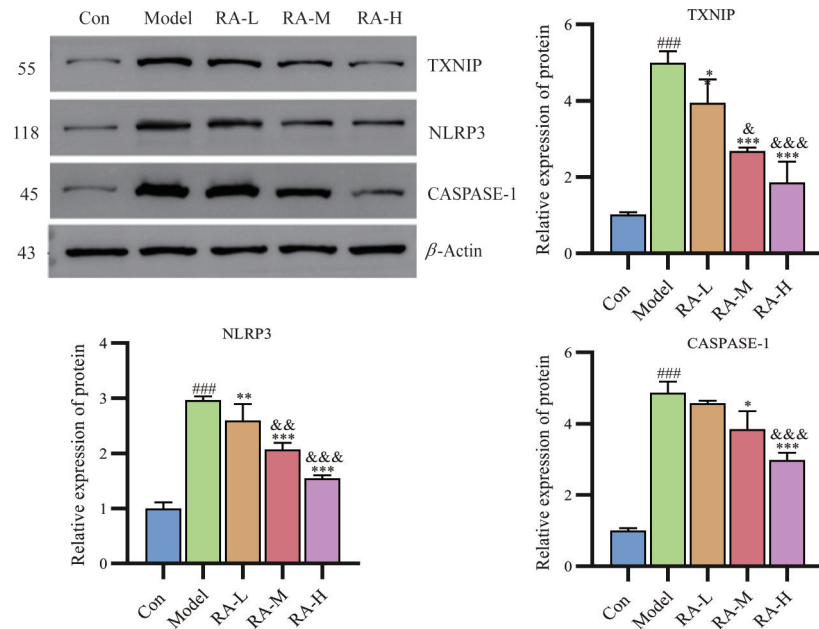 Con Model RA-L RA-M RA-H
55 TXNIP
118 NLRP3
45 CASPASE-1
43 β-Actin
TXNIP
Relative expression of protein
6
4
2
0
###
*
*
&
***
&&&
***
Con Model RA-L RA-M RA-H
NLRP3
Relative expression of protein
4
3
2
1
0
###
**
&&
***
&&&
***
Con Model RA-L RA-M RA-H
CASPASE-1
Relative expression of protein
6
4
2
0
###
*
&&&
***
Con Model RA-L RA-M RA-H